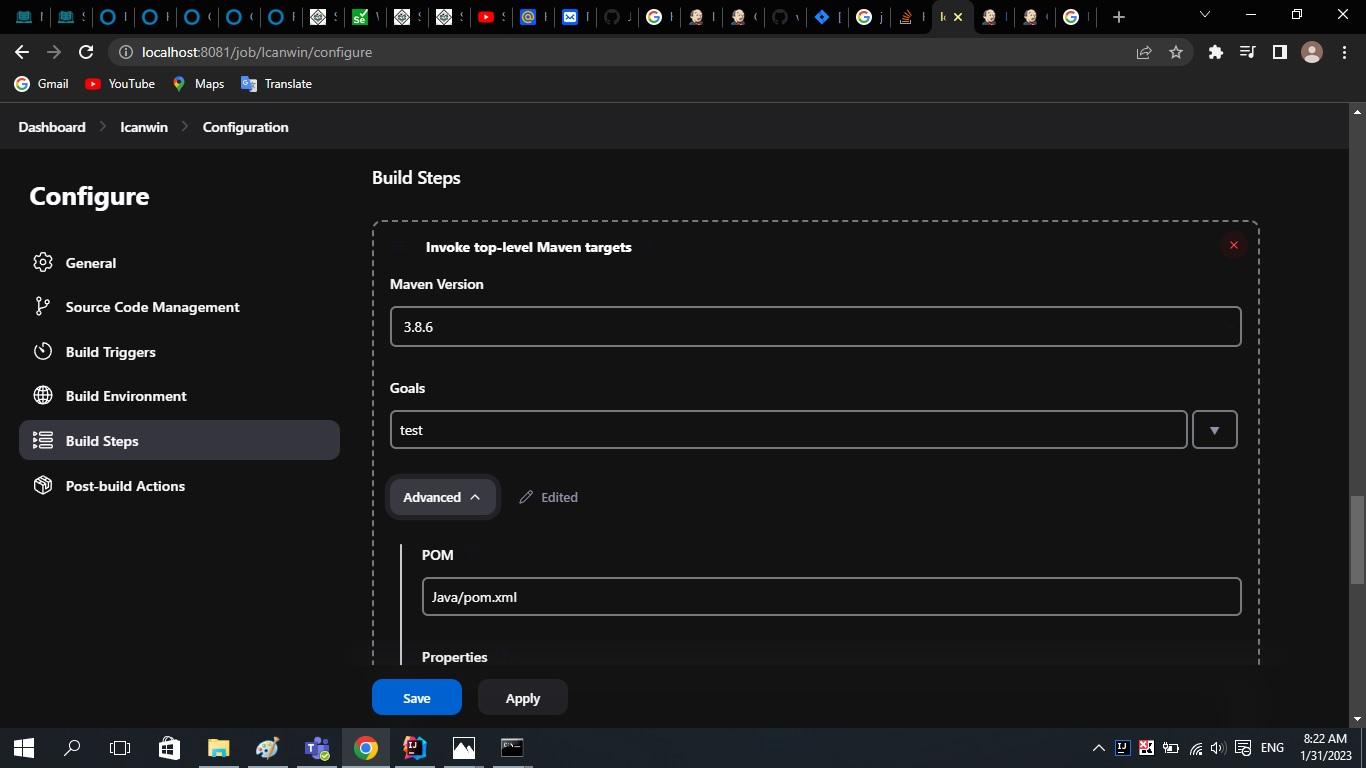 localhost:8081/job/Icanwin/configure
Gmail
YouTube
Maps
Translate
Dashboard
Icanwin
Configuration
Configure
General
Source Code Management
Build Triggers
Build Environment
Build Steps
Post-build Actions
Build Steps
Invoke top-level Maven targets
Maven Version
3.8.6
Goals
test
Advanced
Edited
POM
Java/pom.xml
Properties
Save
Apply
ENG
8:22 AM
1/31/2023